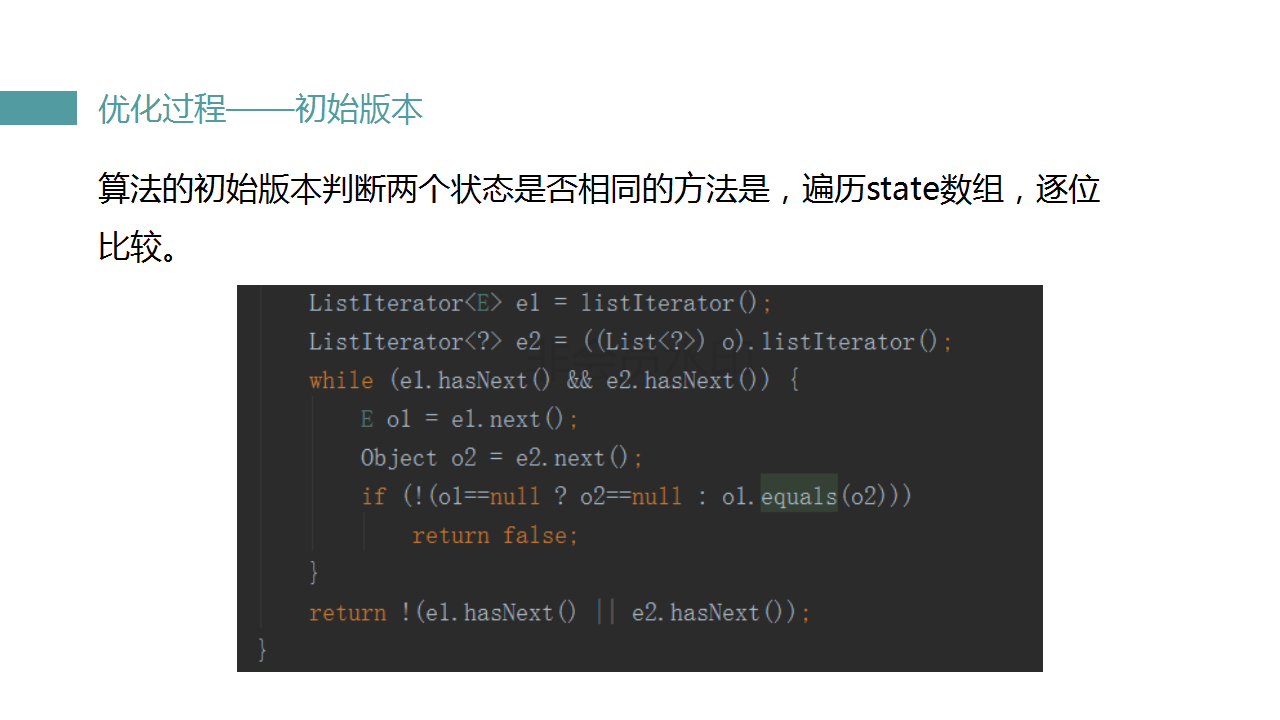 优化过程——初始版本
算法的初始版本判断两个状态是否相同的方法是，遍历state数组，逐位
比较。
ListIterator<E> e1 = listIterator();
ListIterator<?> e2 = ((List<?>) o).listIterator();
while (e1.hasNext() && e2.hasNext()) {
E o1 = e1.next();
Object o2 = e2.next();
if (!(o1==null ? o2==null : o1.equals(o2)))
return false;
}
return !(e1.hasNext() || e2.hasNext());
}